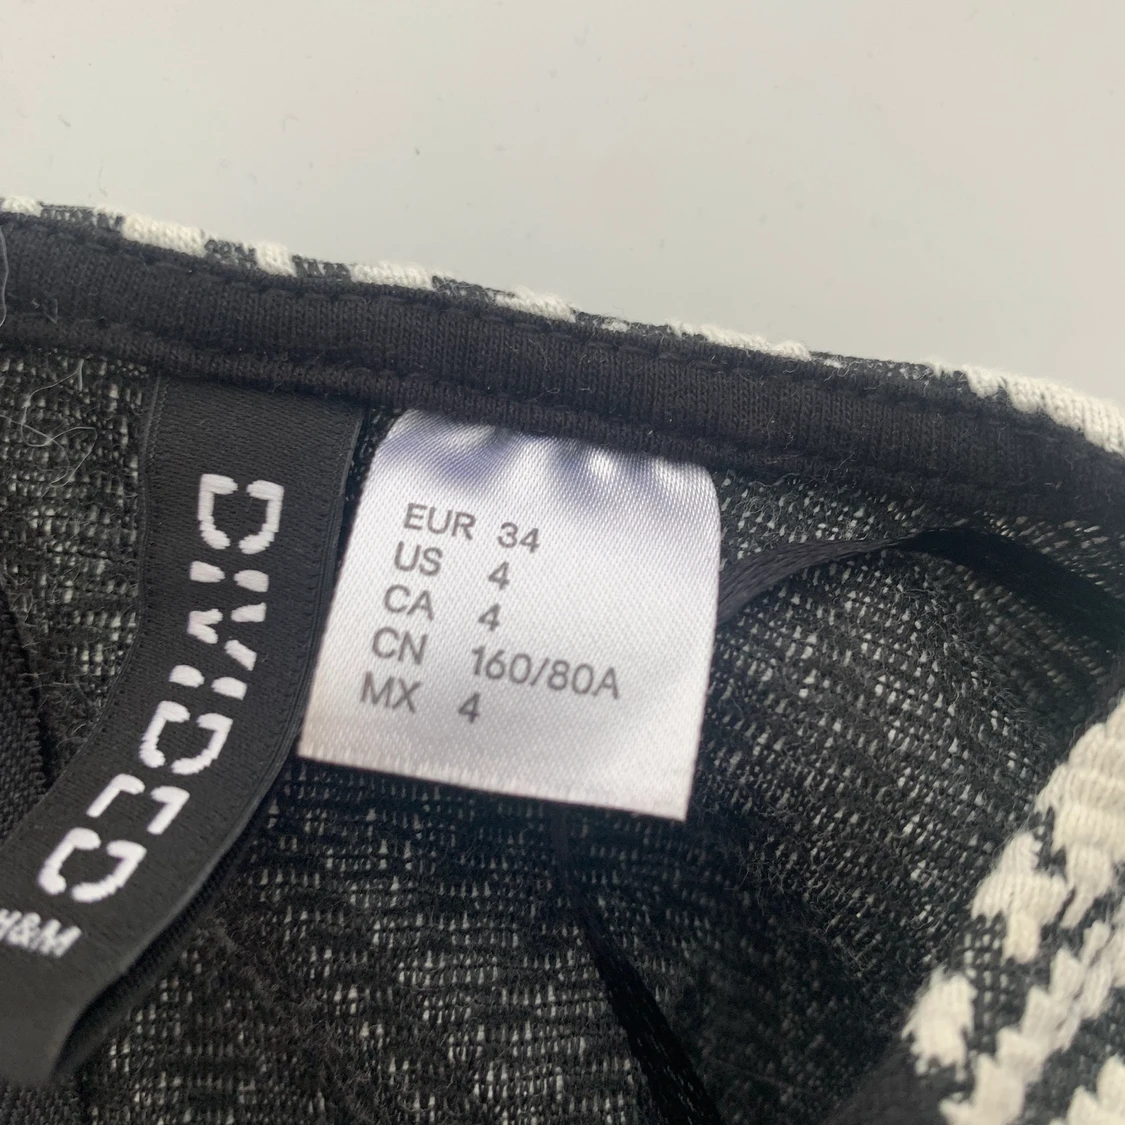 DIVIDED
H&M
EUR 34
US 4
CA 4
CN 160/80A
MX 4